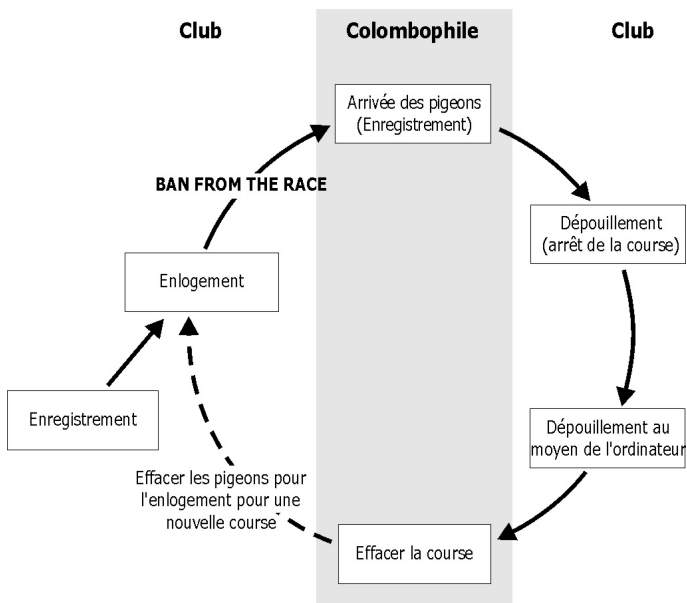 Club
Colombophile
Club
Arrivée des pigeons
(Enregistrement)
BAN FROM THE RACE
Dépouillement
(arrêt de la course)
Enlogement
Enregistrement
Dépouillement au
moyen de l'ordinateur
Effacer les pigeons pour
l'enlogement pour une
nouvelle course
Effacer la course